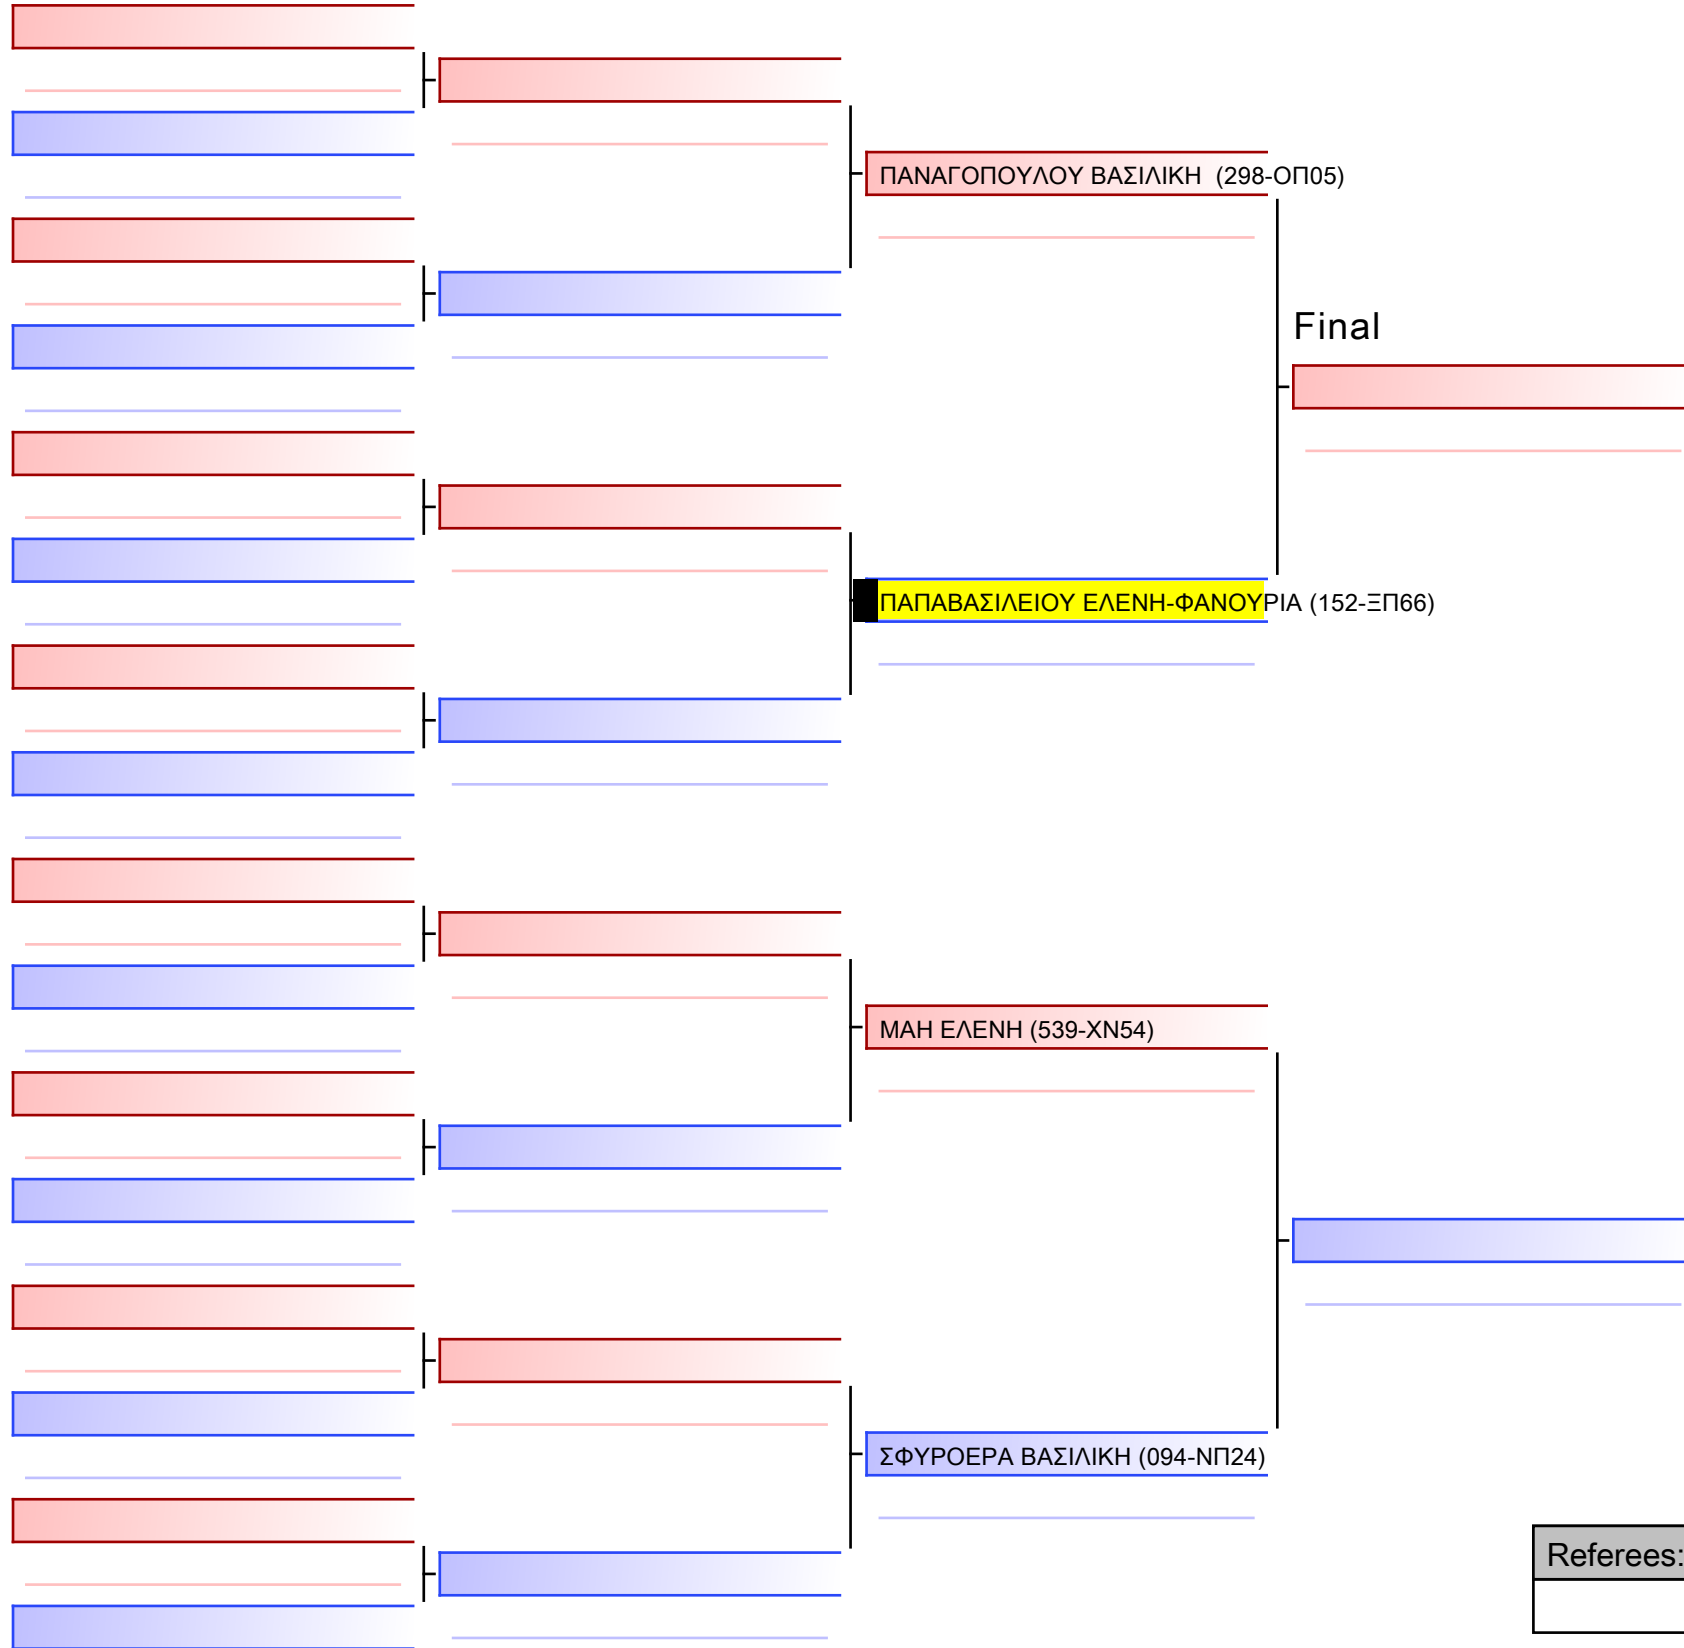 ΠΑΝΑΓΟΠΟΥΛΟΥ ΒΑΣΙΛΙΚΗ (298-ΟΠ05)
Final
ΠΑΠΑΒΑΣΙΛΕΙΟΥ ΕΛΕΝΗ-ΦΑΝΟΥΡΙΑ (152-ΞΠ66)
ΜΑΗ ΕΛΕΝΗ (539-ΧΝ54)
ΣΦΥΡΟΕΡΑ ΒΑΣΙΛΙΚΗ (094-ΝΠ24)
Referees: